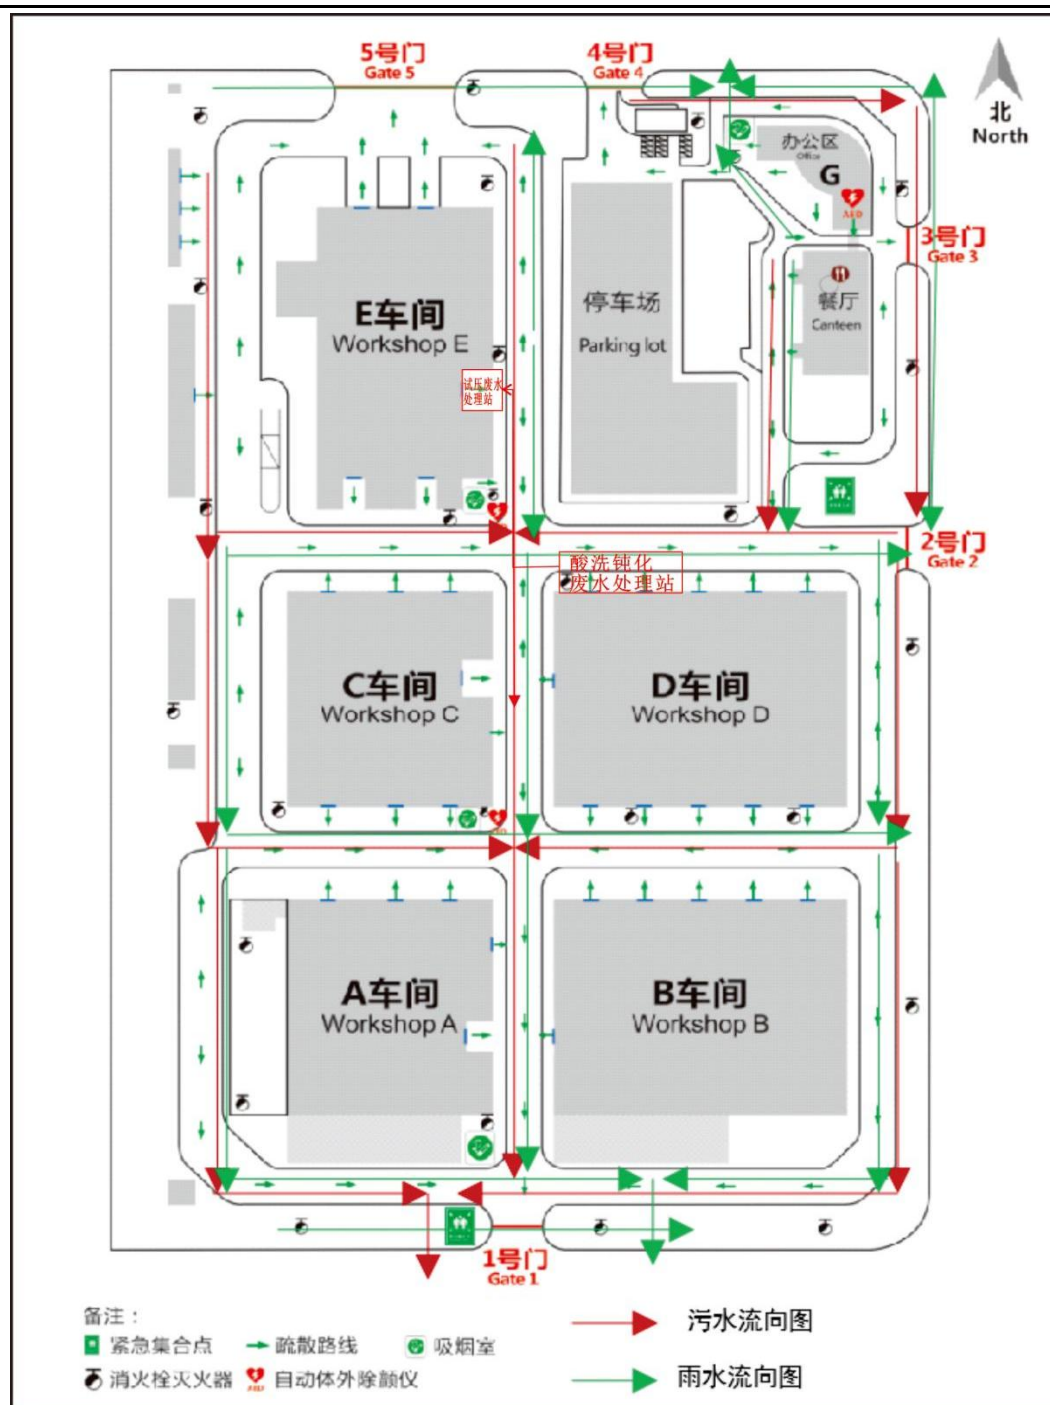 5号门
Gate 5
4号门
Gate 4
北
North
办公区
Office
G
AED
3号门
Gate 3
餐厅
Canteen
E车间
Workshop E
停车场
Parking lot
试压废水
处理站
2号门
Gate 2
酸洗钝化
废水处理站
C车间
Workshop C
D车间
Workshop D
A车间
Workshop A
B车间
Workshop B
1号门
Gate 1
备注：
紧急集合点 疏散路线 吸烟室
消火栓灭火器 AED 自动体外除颤仪
污水流向图
雨水流向图